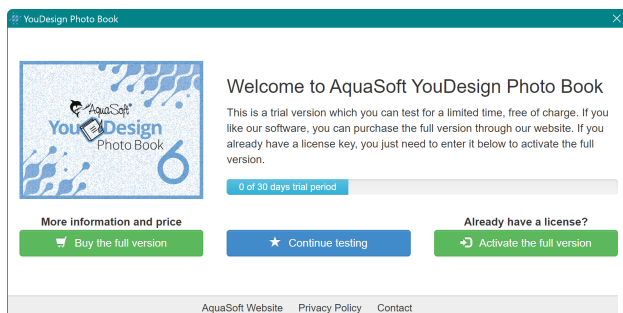 YouDesign Photo Book
AquaSoft
YouDesign
Photo Book
6
Welcome to AquaSoft YouDesign Photo Book
This is a trial version which you can test for a limited time, free of charge. If you
like our software, you can purchase the full version through our website. If you
already have a license key, you just need to enter it below to activate the full
version.
0 of 30 days trial period
More information and price
Already have a license?
Buy the full version
Continue testing
Activate the full version
AquaSoft Website Privacy Policy Contact